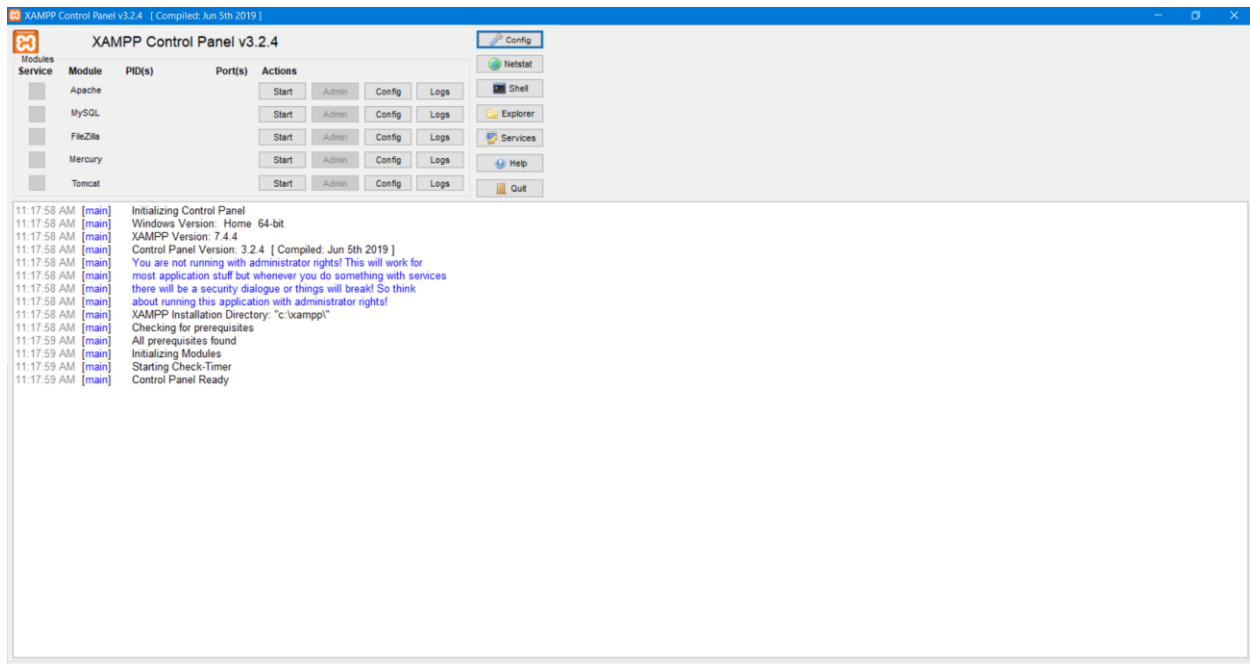 XAMPP Control Panel v3.2.4 [ Compiled: Jun 5th 2019 ]
XAMPP Control Panel v3.2.4
Config
Modules
Netstat
Service Module PID(s) Port(s) Actions
Apache Start Admin Config Logs
Shell
MySQL Start Admin Config Logs
Explorer
FileZilla Start Admin Config Logs
Services
Mercury Start Admin Config Logs
Help
Tomcat Start Admin Config Logs
Quit
11:17:58 AM [main] Initializing Control Panel
11:17:58 AM [main] Windows Version: Home 64-bit
11:17:58 AM [main] XAMPP Version: 7.4.4
11:17:58 AM [main] Control Panel Version: 3.2.4 [ Compiled: Jun 5th 2019 ]
11:17:58 AM [main] You are not running with administrator rights! This will work for
11:17:58 AM [main] most application stuff but whenever you do something with services
11:17:58 AM [main] there will be a security dialogue or things will break! So think
11:17:58 AM [main] about running this application with administrator rights!
11:17:58 AM [main] XAMPP Installation Directory: "c:\xampp\"
11:17:58 AM [main] Checking for prerequisites
11:17:59 AM [main] All prerequisites found
11:17:59 AM [main] Initializing Modules
11:17:59 AM [main] Starting Check-Timer
11:17:59 AM [main] Control Panel Ready